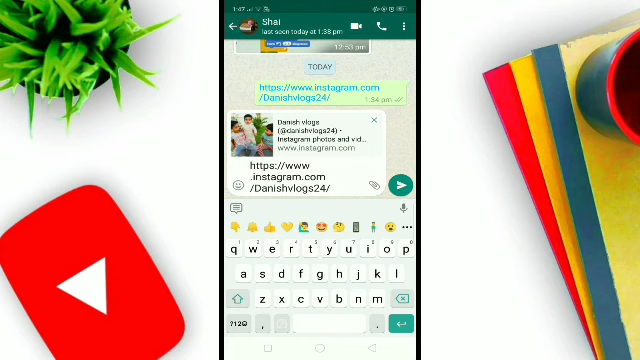 1:47
Shai
last seen today at 1:38 pm
12:53 pm
TODAY
https://www.instagram.com
/Danishvlogs24/
1:34 pm
Danish vlogs
(@danishvlogs24) •
Instagram photos and vid...
www.instagram.com
https://www
.instagram.com
/Danishvlogs24/
q w e r t y u i o p
a s d f g h j k l
z x c v b n m
?12☺ , .